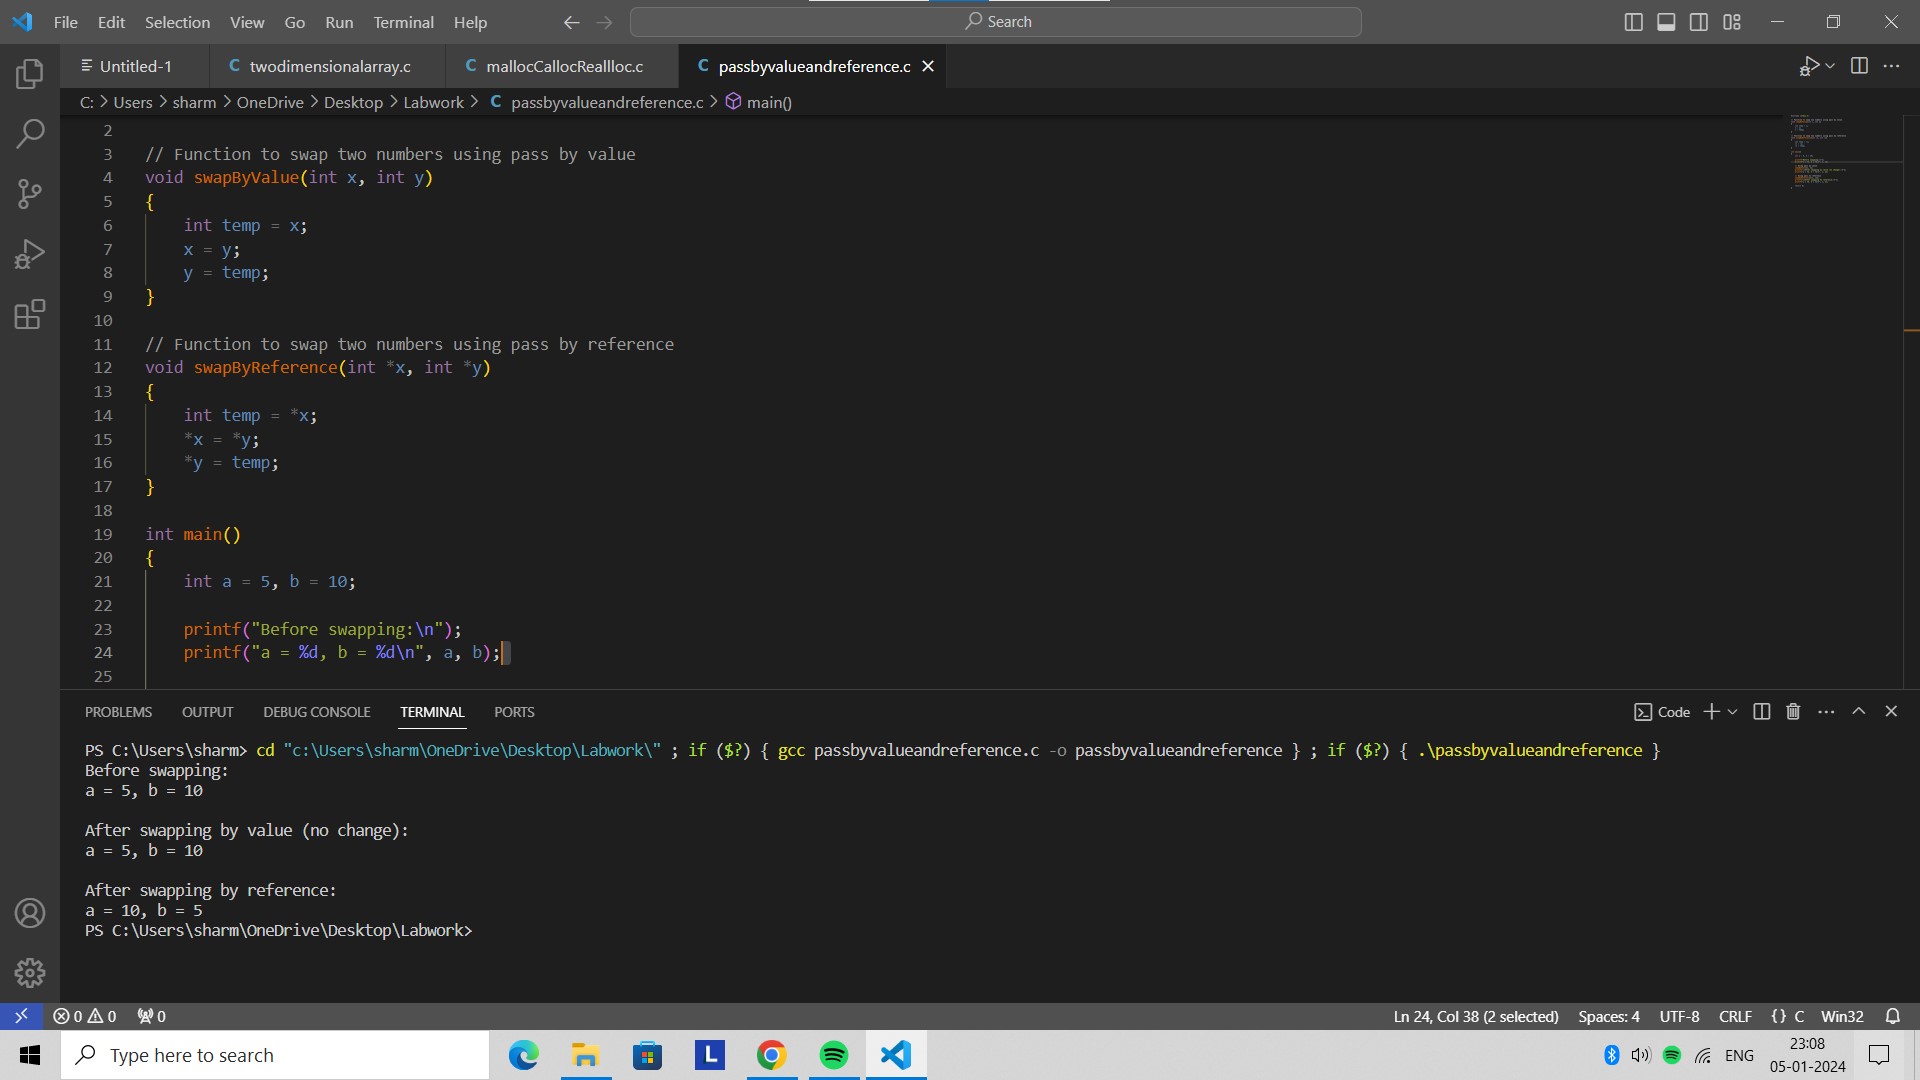 File Edit Selection View Go Run Terminal Help Search
Untitled-1 C twodimensionalarray.c C mallocCallocReallloc.c C passbyvalueandreference.c
C: > Users > sharm > OneDrive > Desktop > Labwork > C passbyvalueandreference.c > main()
2
3 // Function to swap two numbers using pass by value
4 void swapByValue(int x, int y)
5 {
6 int temp = x;
7 x = y;
8 y = temp;
9 }
10
11 // Function to swap two numbers using pass by reference
12 void swapByReference(int *x, int *y)
13 {
14 int temp = *x;
15 *x = *y;
16 *y = temp;
17 }
18
19 int main()
20 {
21 int a = 5, b = 10;
22
23 printf("Before swapping:\n");
24 printf("a = %d, b = %d\n", a, b);
25
PROBLEMS OUTPUT DEBUG CONSOLE TERMINAL PORTS Code
PS C:\Users\sharm> cd "c:\Users\sharm\OneDrive\Desktop\Labwork\" ; if ($?) { gcc passbyvalueandreference.c -o passbyvalueandreference } ; if ($?) { .\passbyvalueandreference }
Before swapping:
a = 5, b = 10
After swapping by value (no change):
a = 5, b = 10
After swapping by reference:
a = 10, b = 5
PS C:\Users\sharm\OneDrive\Desktop\Labwork>
0 0 0 Ln 24, Col 38 (2 selected) Spaces: 4 UTF-8 CRLF {} C Win32
Type here to search L ENG 23:08
05-01-2024